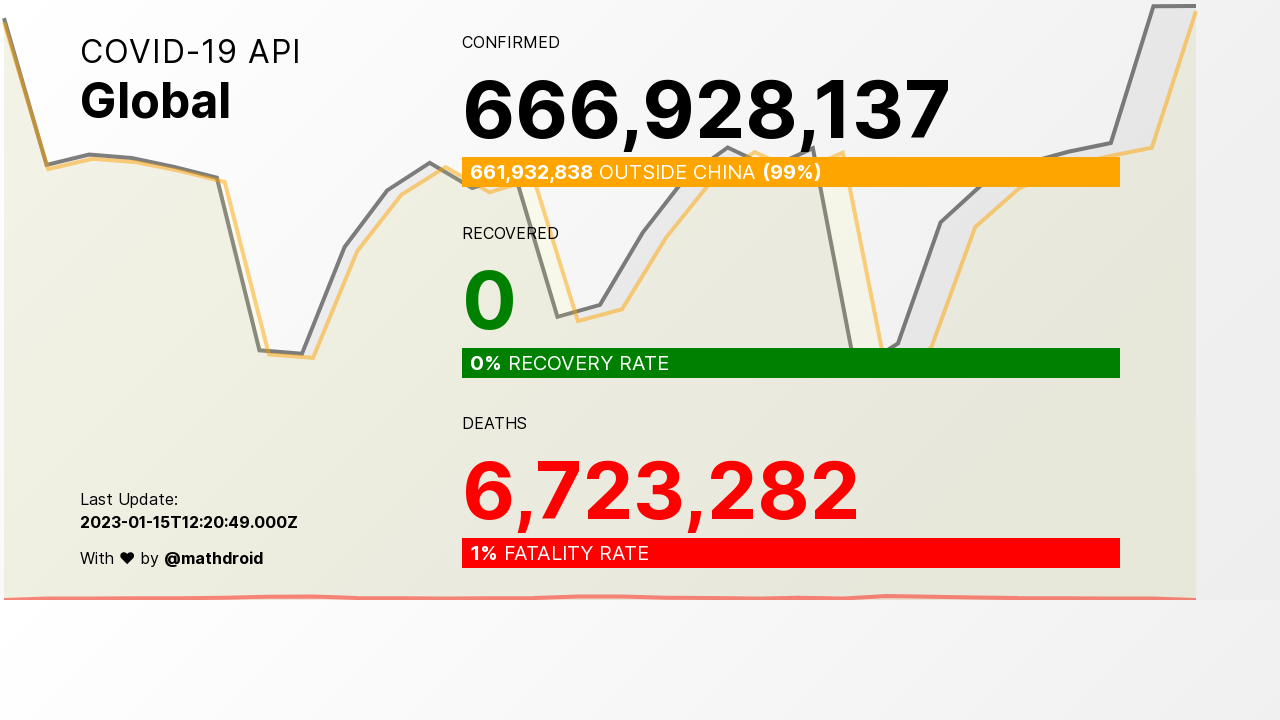 COVID-19 API
Global
CONFIRMED
666,928,137
661,932,838 OUTSIDE CHINA (99%)
RECOVERED
0
0% RECOVERY RATE
DEATHS
6,723,282
1% FATALITY RATE
Last Update:
2023-01-15T12:20:49.000Z
With ♥ by @mathdroid